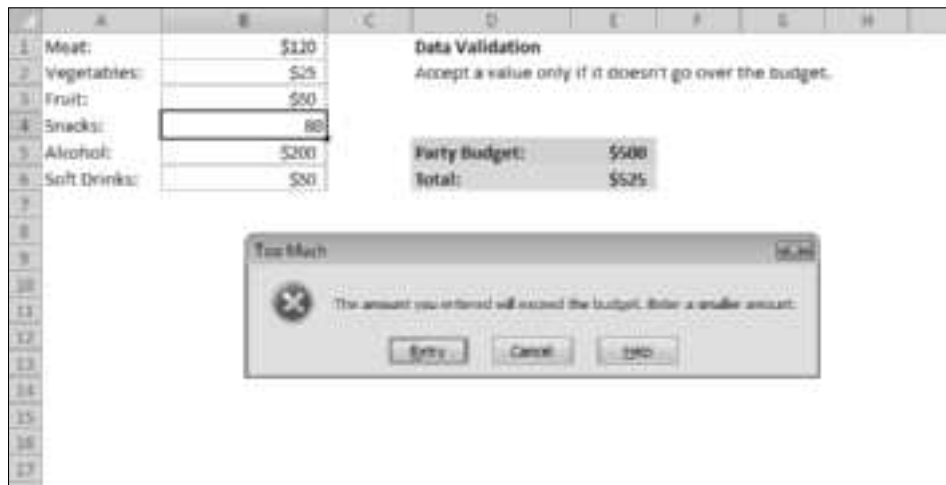 A B C D E F G H
1 Meat: $120 Data Validation
2 Vegetables: $25 Accept a value only if it doesn't go over the budget.
3 Fruit: $50
4 Snacks: 80
5 Alcohol: $200 Party Budget: $500
6 Soft Drinks: $50 Total: $525
7
8
9
10
11
12
13
14
15
16
17
Too Much
The amount you entered will exceed the budget. Enter a smaller amount.
Retry Cancel Help